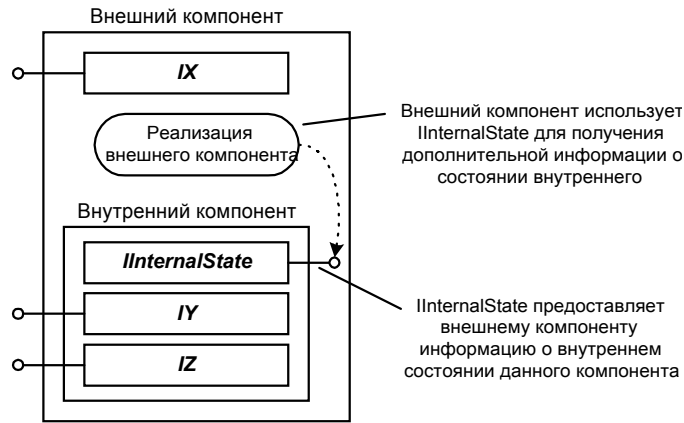 Внешний компонент
IX
Реализация
внешнего компонента
Внешний компонент использует
IInternalState для получения
дополнительной информации о
состоянии внутреннего
Внутренний компонент
IInternalState
IY
IZ
IInternalState предоставляет
внешнему компоненту
информацию о внутреннем
состоянии данного компонента